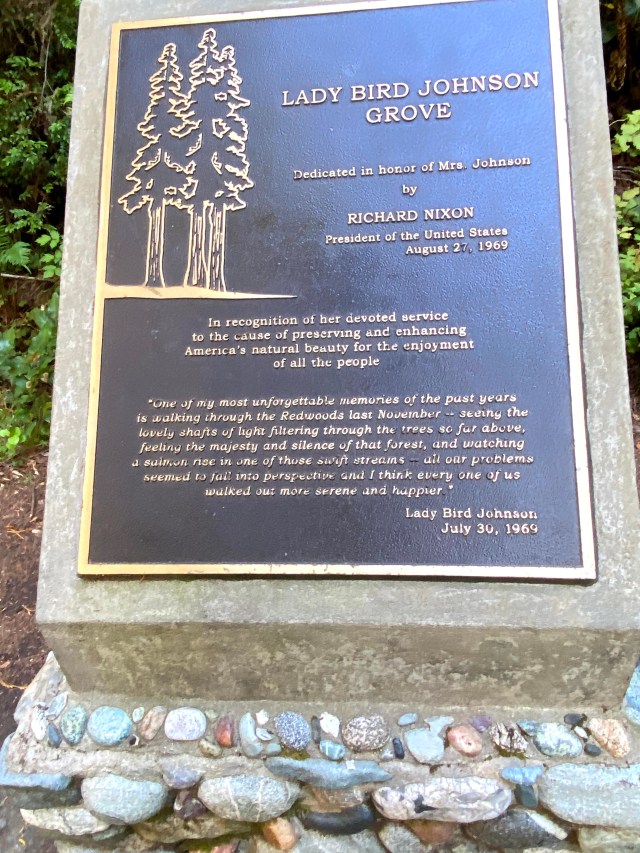 LADY BIRD JOHNSON
GROVE
Dedicated in honor of Mrs. Johnson
by
RICHARD NIXON
President of the United States
August 27, 1969
In recognition of her devoted service
to the cause of preserving and enhancing
America's natural beauty for the enjoyment
of all the people
"One of my most unforgettable memories of the past years
is walking through the Redwoods last November -- seeing the
lovely shafts of light filtering through the trees so far above,
feeling the majesty and silence of that forest, and watching
a salmon rise in one of those swift streams -- all our problems
seemed to fall into perspective and I think every one of us
walked out more serene and happier."
Lady Bird Johnson
July 30, 1969